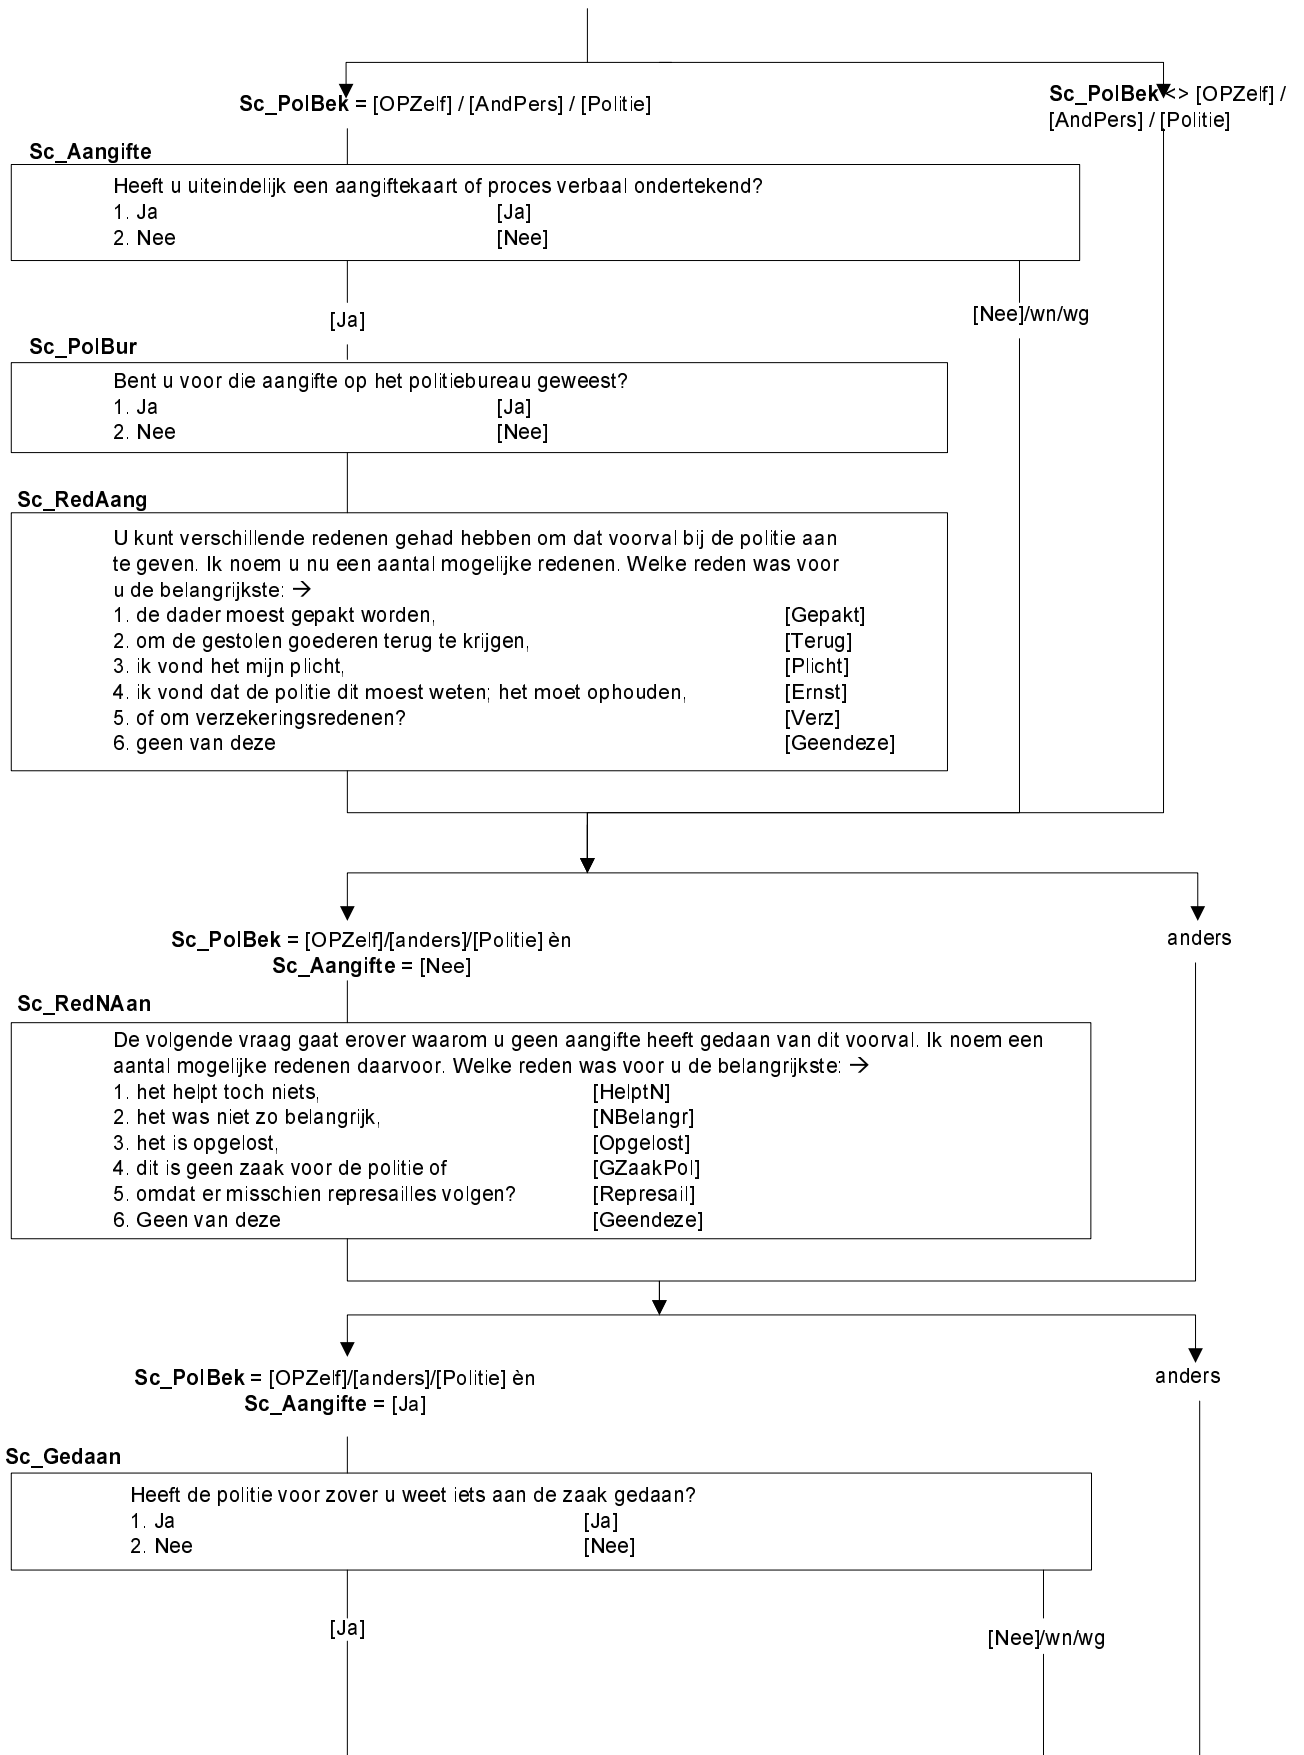 Sc_PolBek = [OPZelf] / [AndPers] / [Politie]
Sc_PolBek <> [OPZelf] /
[AndPers] / [Politie]
Sc_Aangifte
Heeft u uiteindelijk een aangiftekaart of proces verbaal ondertekend?
1. Ja [Ja]
2. Nee [Nee]
[Ja]
[Nee]/wn/wg
Sc_PolBur
Bent u voor die aangifte op het politiebureau geweest?
1. Ja [Ja]
2. Nee [Nee]
Sc_RedAang
U kunt verschillende redenen gehad hebben om dat voorval bij de politie aan
te geven. Ik noem u nu een aantal mogelijke redenen. Welke reden was voor
u de belangrijkste: →
1. de dader moest gepakt worden, [Gepakt]
2. om de gestolen goederen terug te krijgen, [Terug]
3. ik vond het mijn plicht, [Plicht]
4. ik vond dat de politie dit moest weten; het moet ophouden, [Ernst]
5. of om verzekeringsredenen? [Verz]
6. geen van deze [Geendeze]
Sc_PolBek = [OPZelf]/[anders]/[Politie] èn
Sc_Aangifte = [Nee]
anders
Sc_RedNAan
De volgende vraag gaat erover waarom u geen aangifte heeft gedaan van dit voorval. Ik noem een
aantal mogelijke redenen daarvoor. Welke reden was voor u de belangrijkste: →
1. het helpt toch niets, [HelptN]
2. het was niet zo belangrijk, [NBelangr]
3. het is opgelost, [Opgelost]
4. dit is geen zaak voor de politie of [GZaakPol]
5. omdat er misschien represailles volgen? [Represail]
6. Geen van deze [Geendeze]
Sc_PolBek = [OPZelf]/[anders]/[Politie] èn
Sc_Aangifte = [Ja]
anders
Sc_Gedaan
Heeft de politie voor zover u weet iets aan de zaak gedaan?
1. Ja [Ja]
2. Nee [Nee]
[Ja]
[Nee]/wn/wg